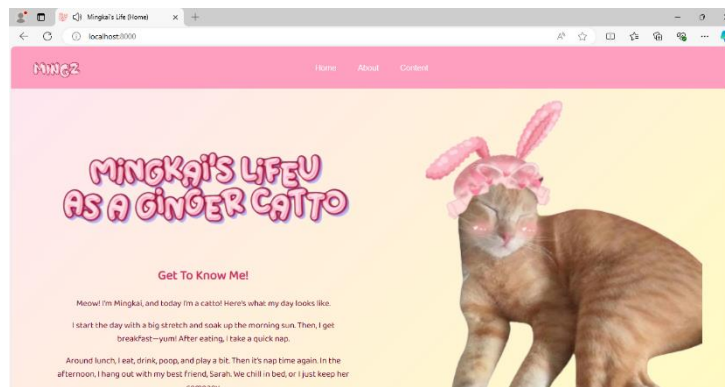 Mingkai's Life (Home)
localhost:8000
MINGZ
Home About Content
MINGKAI'S LIFEU
AS A GINGER CATTO
Get To Know Me!
Meow! I'm Mingkai, and today I'm a catto! Here's what my day looks like.
I start the day with a big stretch and soak up the morning sun. Then, I get
breakfast—yum! After eating, I take a quick nap.
Around lunch, I eat, drink, poop, and play a bit. Then it's nap time again. In the
afternoon, I hang out with my best friend, Sarah. We chill in bed, or I just keep her
company